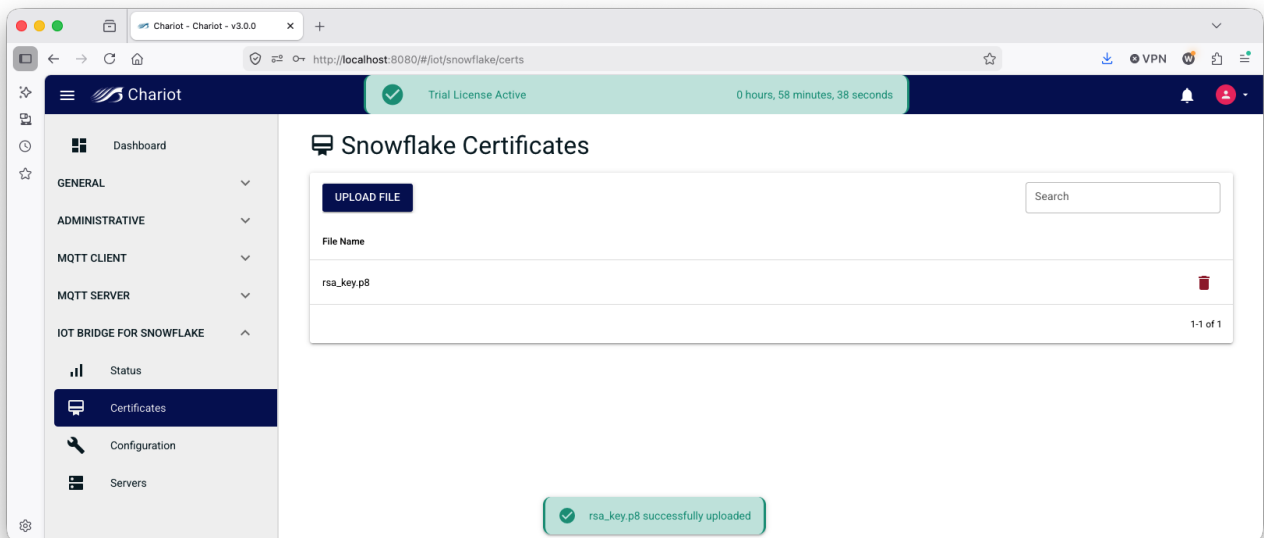 Chariot - Chariot - v3.0.0
http://localhost:8080/#/iot/snowflake/certs
VPN
W
Chariot
Trial License Active
0 hours, 58 minutes, 38 seconds
Dashboard
GENERAL
ADMINISTRATIVE
MQTT CLIENT
MQTT SERVER
IOT BRIDGE FOR SNOWFLAKE
Status
Certificates
Configuration
Servers
Snowflake Certificates
UPLOAD FILE
Search
File Name
rsa_key.p8
1-1 of 1
rsa_key.p8 successfully uploaded